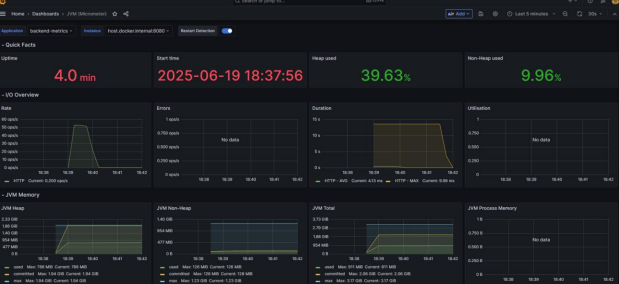 Search or jump to...
Home › Dashboards › JVM (Micrometer)
Add
Last 5 minutes
30s
Application backend-metrics
Instance host.docker.internal:8080
Restart Detection
Quick Facts
Uptime
4.0 min
Start time
2025-06-19 18:37:56
Heap used
39.63%
Non-Heap used
9.96%
I/O Overview
Rate
60 ops/s
50 ops/s
40 ops/s
30 ops/s
20 ops/s
10 ops/s
0 ops/s
18:38 18:39 18:40 18:41 18:42
HTTP Current: 0.200 ops/s
Errors
1 ops/s
0.750 ops/s
0.500 ops/s
0.250 ops/s
0 ops/s
No data
18:38 18:39 18:40 18:41 18:42
Duration
15 s
10 s
5 s
0 s
18:38 18:39 18:40 18:41 18:42
HTTP - AVG Current: 4.13 ms HTTP - MAX Current: 9.86 ms
Utilisation
1
0.750
0.500
0.250
0
No data
18:38 18:39 18:40 18:41 18:42
JVM Memory
JVM Heap
2.33 GiB
1.86 GiB
1.40 GiB
954 MiB
477 MiB
0 B
18:38 18:39 18:40 18:41 18:42
used Max: 786 MiB Current: 786 MiB
committed Max: 1.94 GiB Current: 1.94 GiB
max Max: 1.94 GiB Current: 1.94 GiB
JVM Non-Heap
1.40 GiB
954 MiB
477 MiB
0 B
18:38 18:39 18:40 18:41 18:42
used Max: 126 MiB Current: 126 MiB
committed Max: 128 MiB Current: 128 MiB
max Max: 1.23 GiB Current: 1.23 GiB
JVM Total
3.73 GiB
2.79 GiB
1.86 GiB
954 MiB
0 B
18:38 18:39 18:40 18:41 18:42
used Max: 911 MiB Current: 911 MiB
committed Max: 2.06 GiB Current: 2.06 GiB
max Max: 3.17 GiB Current: 3.17 GiB
JVM Process Memory
1 B
0.750 B
0.500 B
0.250 B
0 B
No data
18:38 18:39 18:40 18:41 18:42